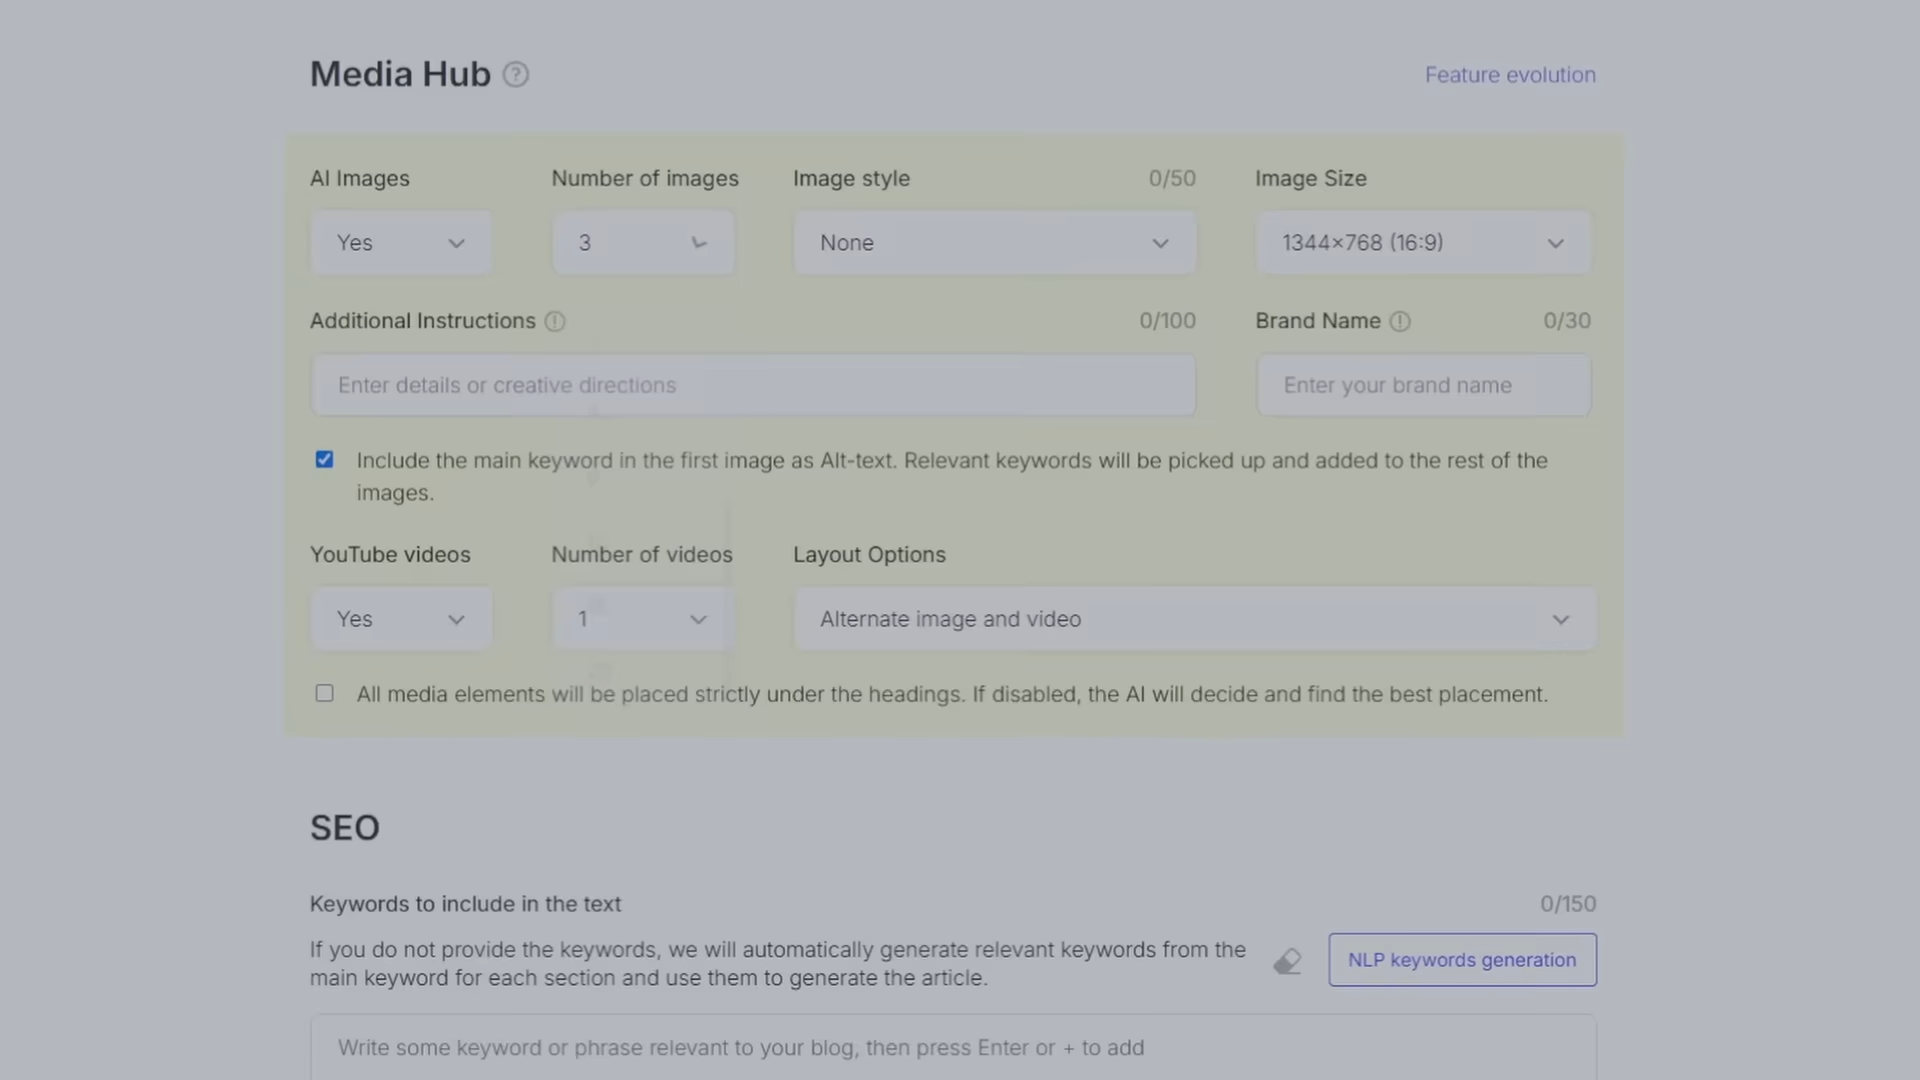 Media Hub
Feature evolution
AI Images
Number of images
Image style
0/50
Image Size
Yes
3
None
1344×768 (16:9)
Additional Instructions
0/100
Brand Name
0/30
Enter details or creative directions
Enter your brand name
Include the main keyword in the first image as Alt-text. Relevant keywords will be picked up and added to the rest of the
images.
YouTube videos
Number of videos
Layout Options
Yes
1
Alternate image and video
All media elements will be placed strictly under the headings. If disabled, the AI will decide and find the best placement.
SEO
Keywords to include in the text
0/150
If you do not provide the keywords, we will automatically generate relevant keywords from the
main keyword for each section and use them to generate the article.
NLP keywords generation
Write some keyword or phrase relevant to your blog, then press Enter or + to add